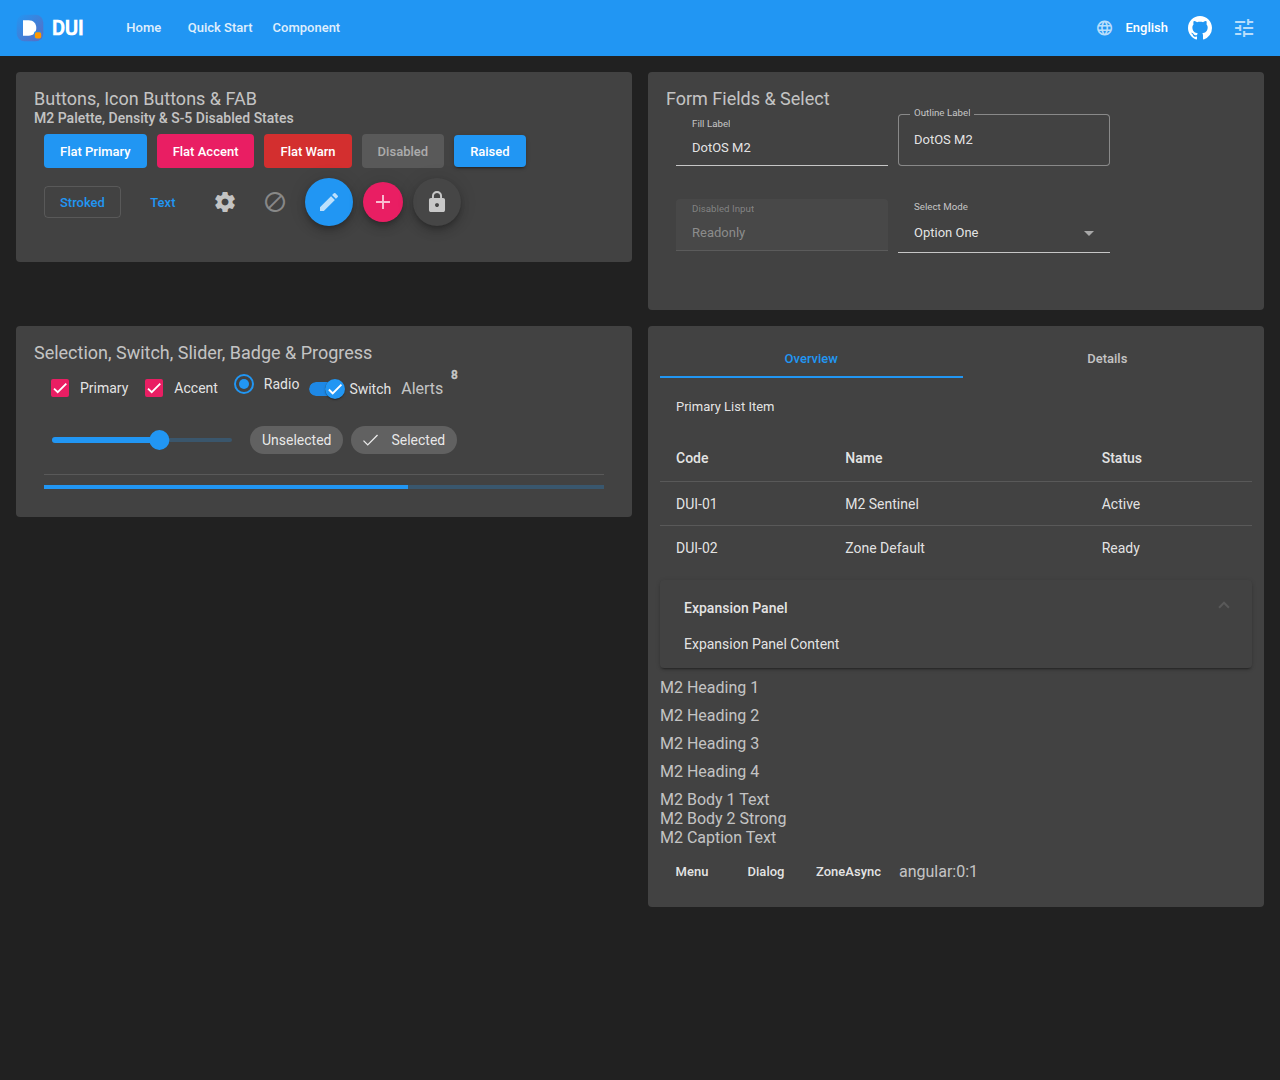 DUI
Home
Quick Start
Component
English
Buttons, Icon Buttons & FAB
M2 Palette, Density & S-5 Disabled States
Flat Primary
Flat Accent
Flat Warn
Disabled
Raised
Stroked
Text
Form Fields & Select
Fill Label
DotOS M2
Outline Label
DotOS M2
Disabled Input
Readonly
Select Mode
Option One
Selection, Switch, Slider, Badge & Progress
Primary
Accent
Radio
Switch
Alerts
8
Unselected
Selected
Overview
Details
Primary List Item
Code Name Status
DUI-01 M2 Sentinel Active
DUI-02 Zone Default Ready
Expansion Panel
Expansion Panel Content
M2 Heading 1
M2 Heading 2
M2 Heading 3
M2 Heading 4
M2 Body 1 Text
M2 Body 2 Strong
M2 Caption Text
Menu
Dialog
ZoneAsync
angular:0:1